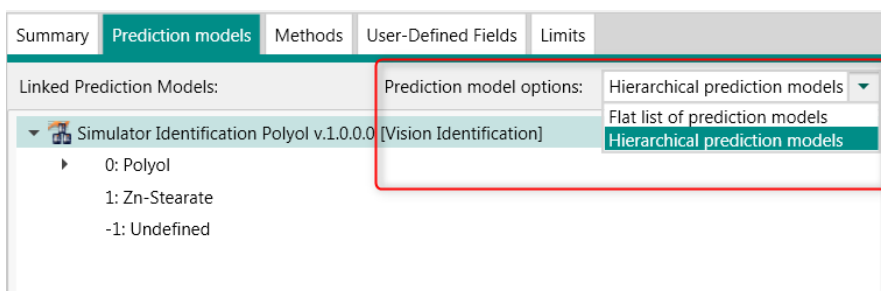 Summary Prediction models Methods User-Defined Fields Limits
Linked Prediction Models: Prediction model options: Hierarchical prediction models
Flat list of prediction models
Hierarchical prediction models
Simulator Identification Polyol v.1.0.0.0 [Vision Identification]
0: Polyol
1: Zn-Stearate
-1: Undefined